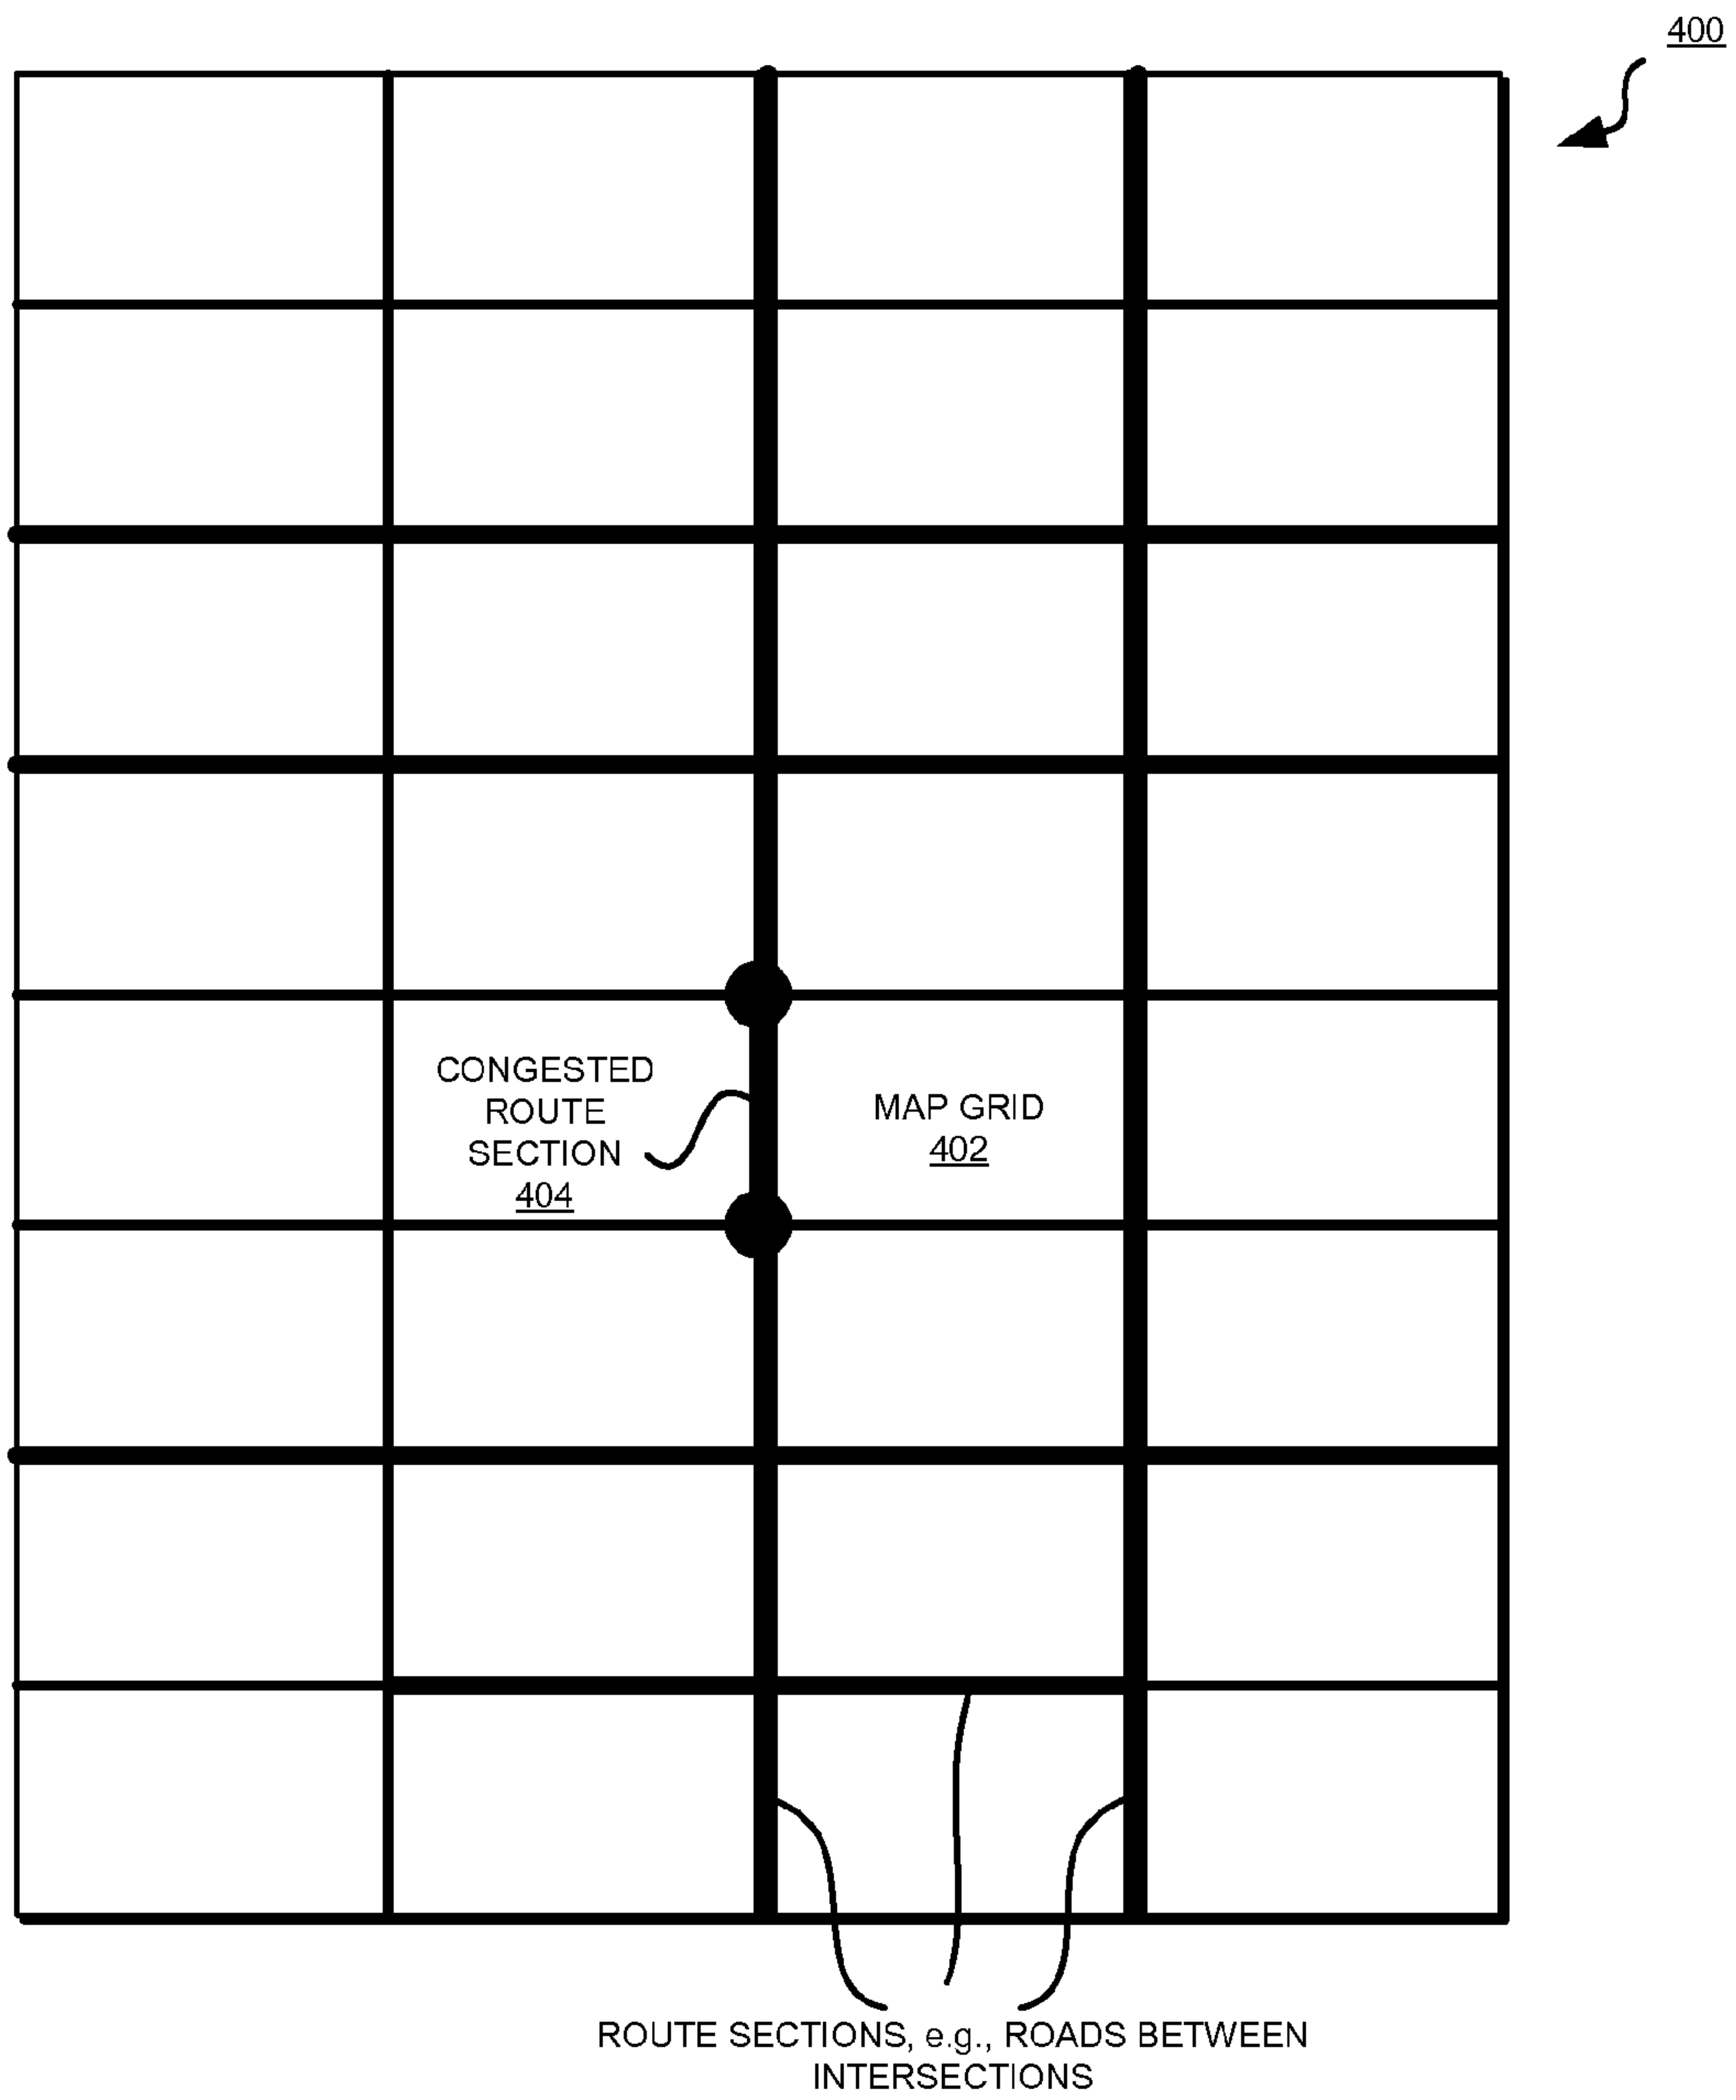 400
CONGESTED
ROUTE
SECTION
404
MAP GRID
402
ROUTE SECTIONS, e.g., ROADS BETWEEN
INTERSECTIONS